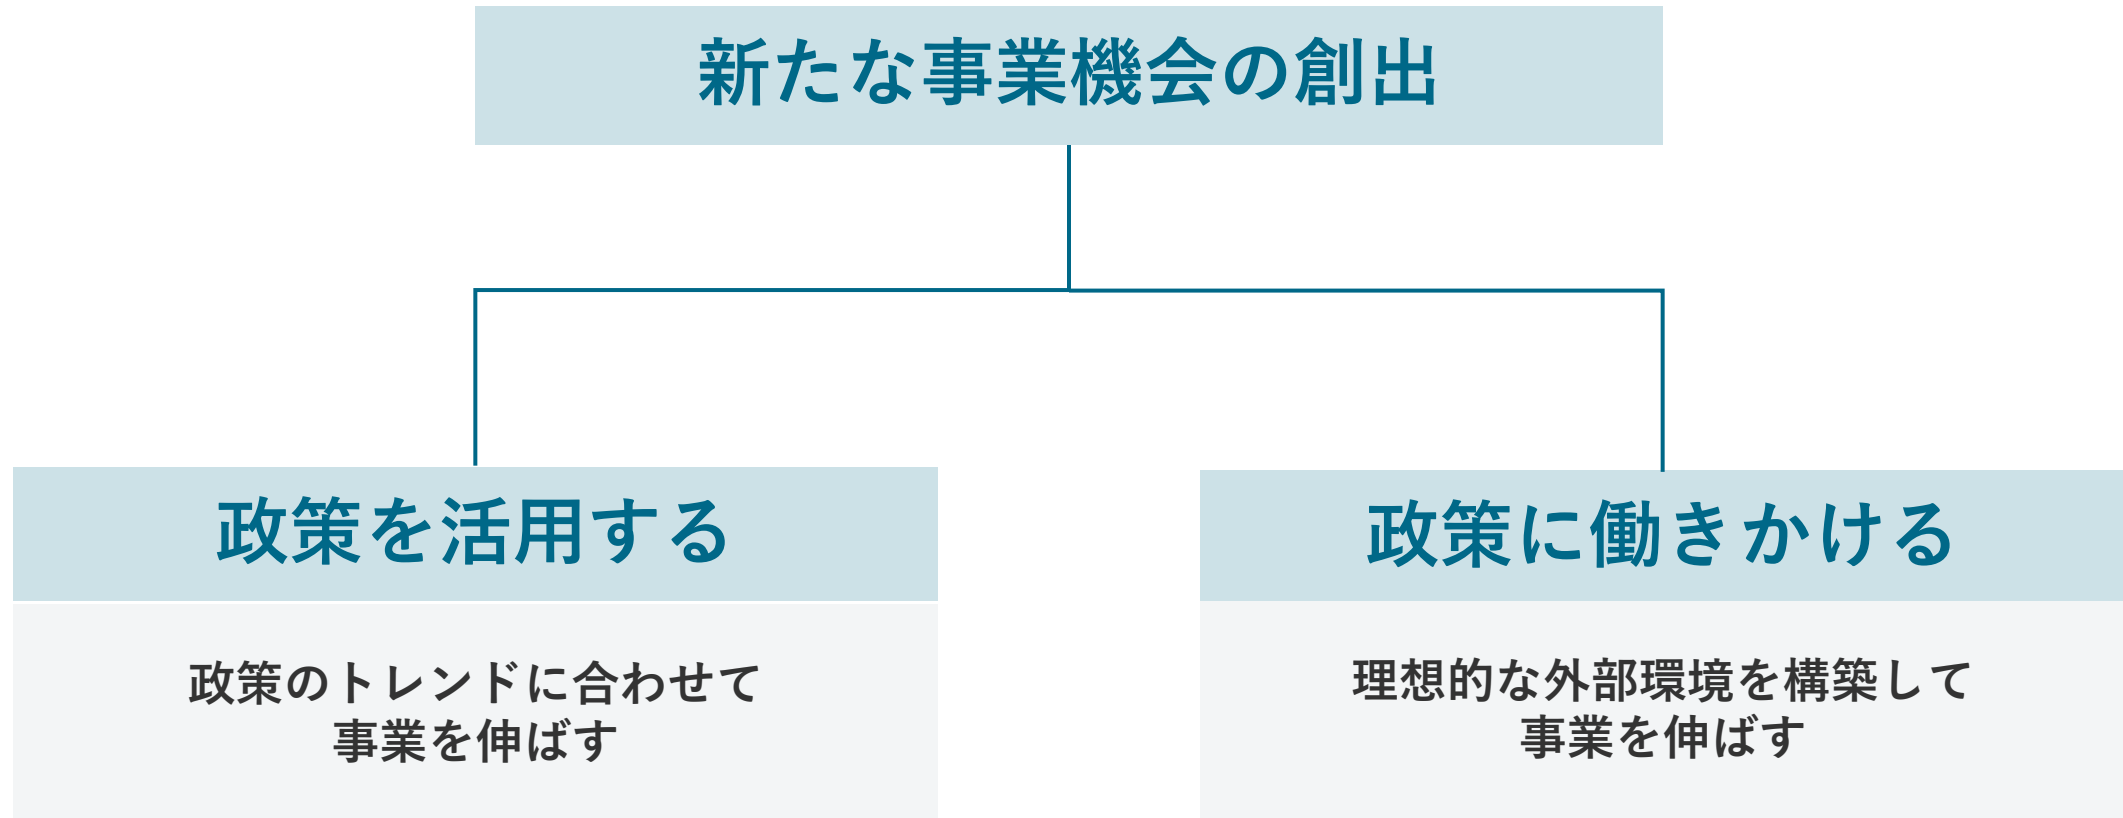 新たな事業機会の創出
政策を活用する
政策のトレンドに合わせて
事業を伸ばす
政策に働きかける
理想的な外部環境を構築して
事業を伸ばす